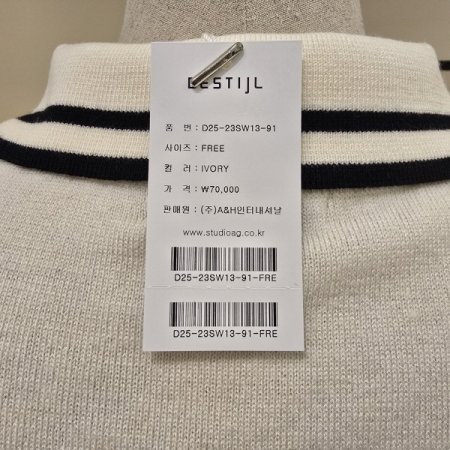 DESTIJL
품 번 : D25-23SW13-91
사이즈 : FREE
컬 러 : IVORY
가 격 : ₩70,000
판매원 : (주)A&H인터내셔날
www.studioag.co.kr
D25-23SW13-91-FRE
D25-23SW13-91-FRE